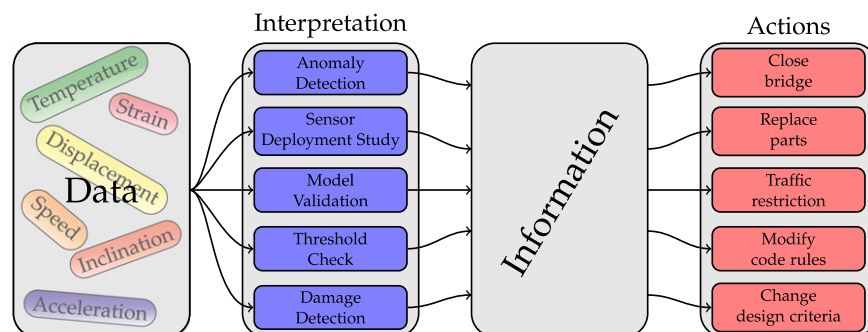 Interpretation
Actions
Temperature
Strain
Displacement
Data
Speed
Inclination
Acceleration
Anomaly
Detection
Sensor
Deployment Study
Model
Validation
Threshold
Check
Damage
Detection
Information
Close
bridge
Replace
parts
Traffic
restriction
Modify
code rules
Change
design criteria